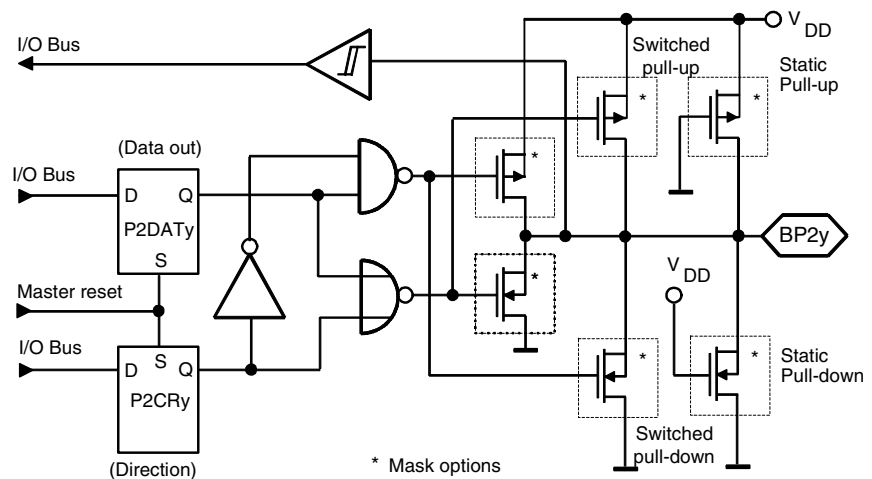 I/O Bus
Switched
pull-up
*
V DD
Static
Pull-up
*
(Data out)
I/O Bus
D
Q
P2DATy
S
*
BP2y
Master reset
*
V DD
I/O Bus
S
D
Q
P2CRy
*
*
Static
Pull-down
(Direction)
* Mask options
Switched
pull-down